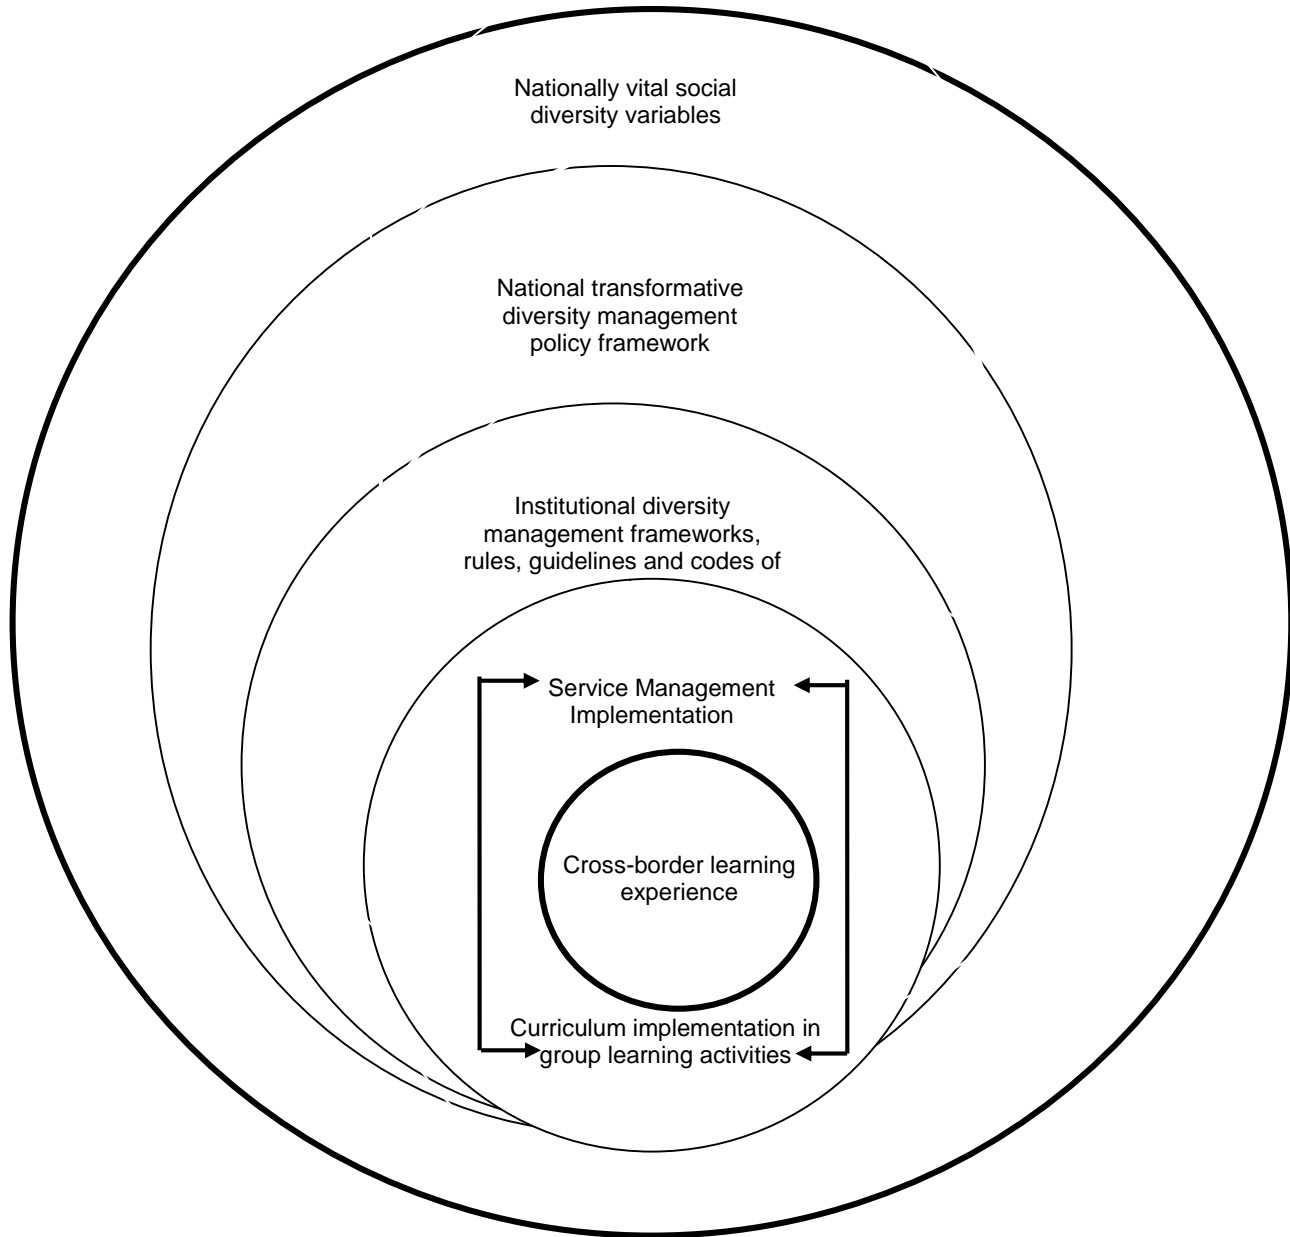 Nationally vital social
diversity variables
National transformative
diversity management
policy framework
Institutional diversity
management frameworks,
rules, guidelines and codes of
Service Management
Implementation
Cross-border learning
experience
Curriculum implementation in
group learning activities